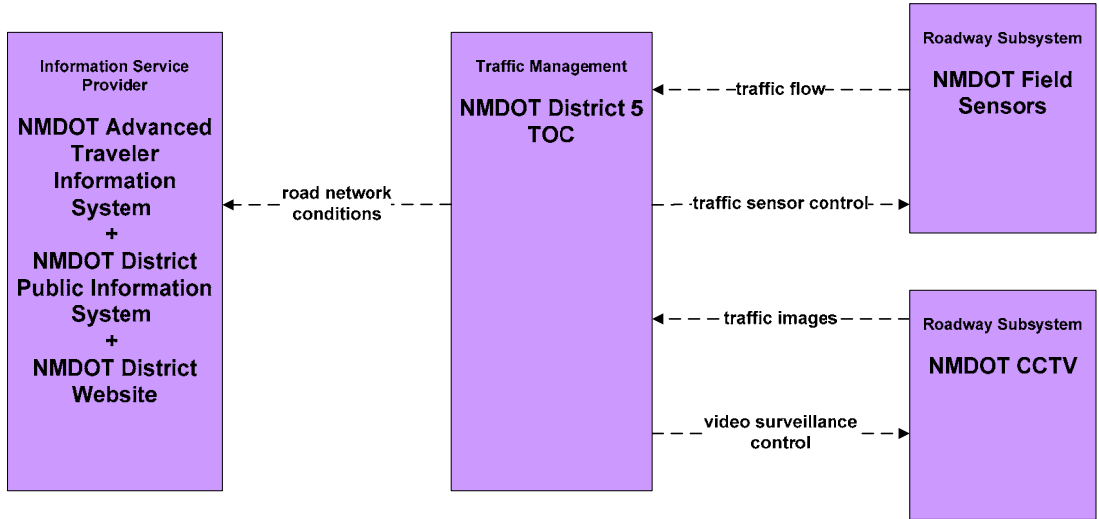 Information Service
Provider
NMDOT Advanced
Traveler
Information
System
+
NMDOT District
Public Information
System
+
NMDOT District
Website
road network
conditions
Traffic Management
NMDOT District 5
TOC
traffic flow
traffic sensor control
traffic images
video surveillance
control
Roadway Subsystem
NMDOT Field
Sensors
Roadway Subsystem
NMDOT CCTV